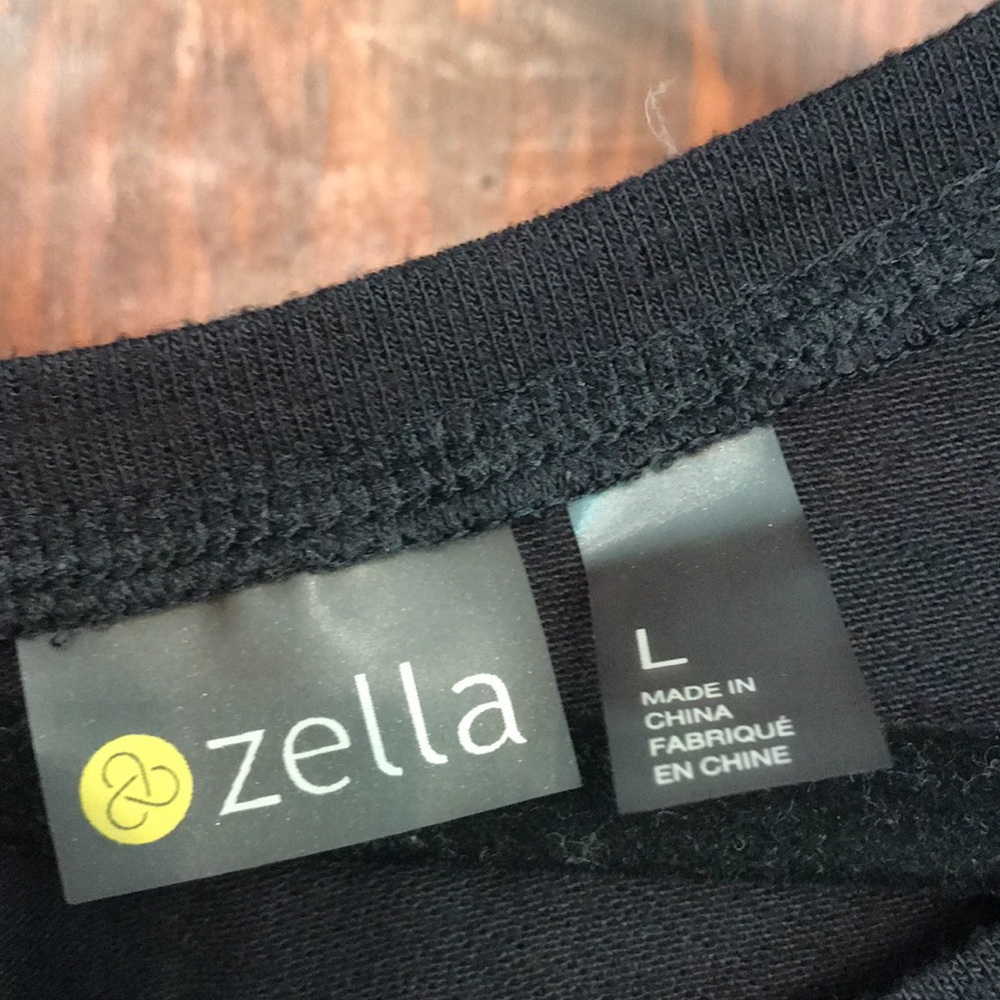 zella
L
MADE IN
CHINA
FABRIQUÉ
EN CHINE